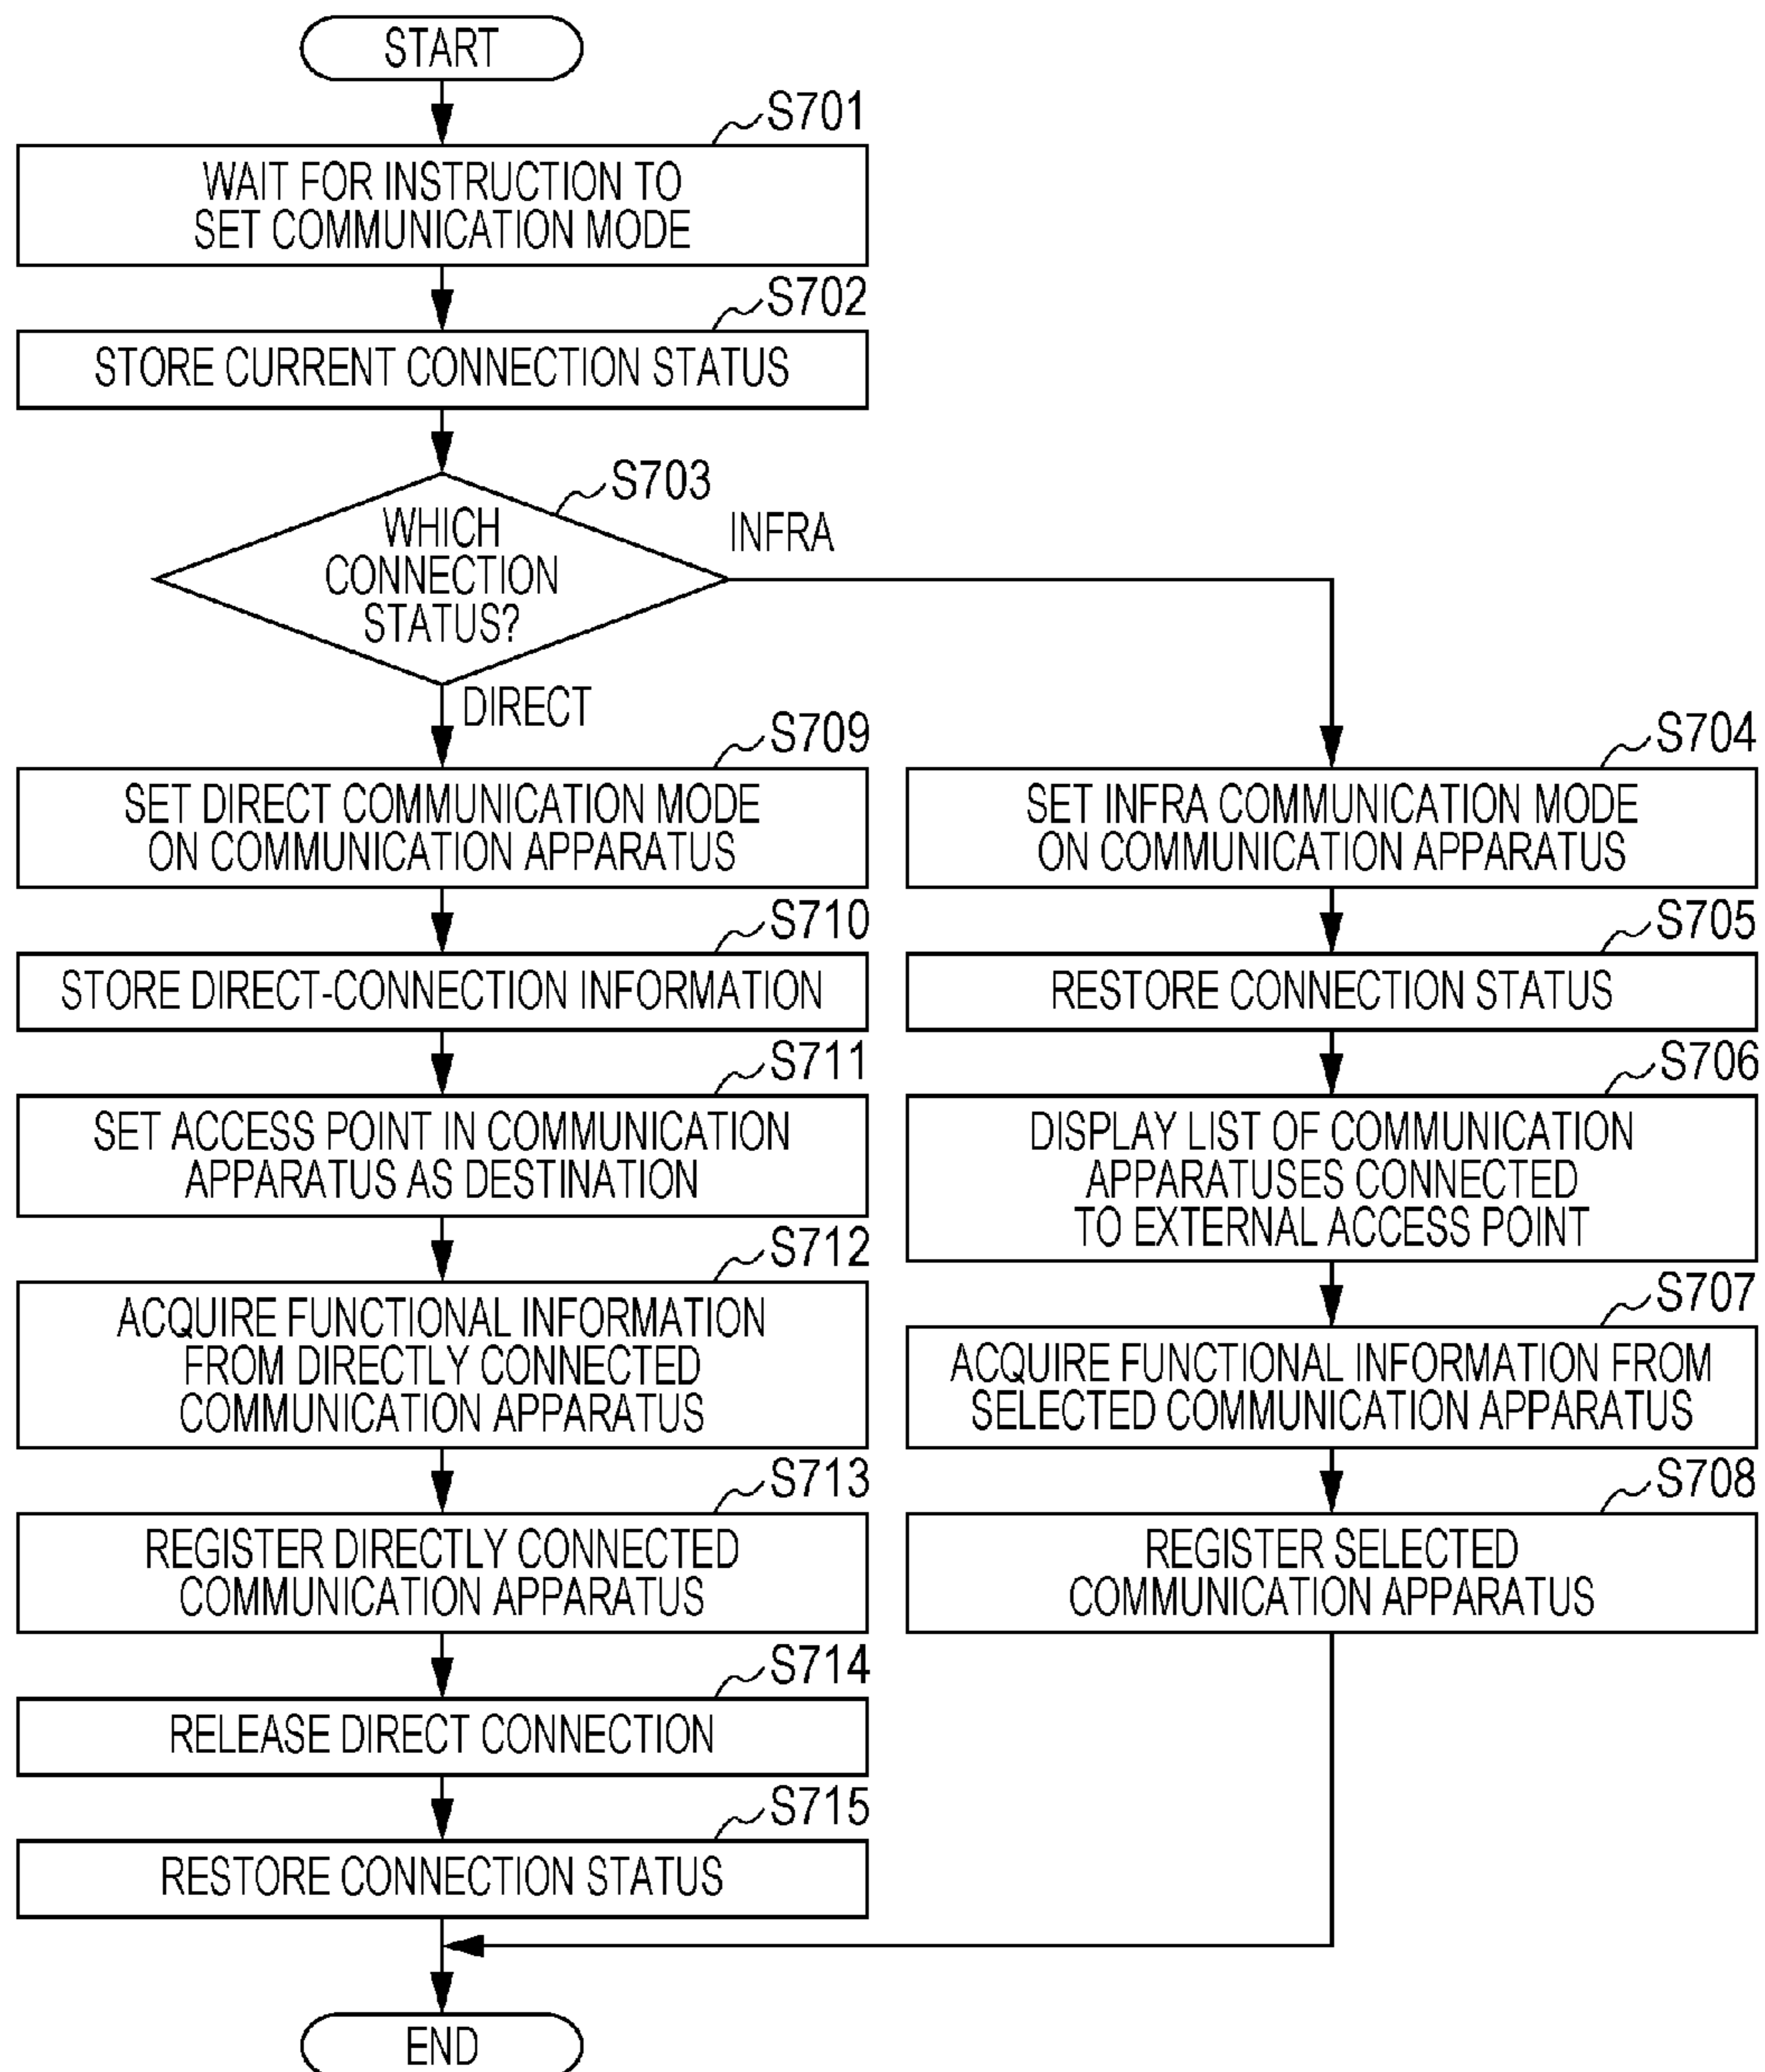 START
S701
WAIT FOR INSTRUCTION TO
SET COMMUNICATION MODE
S702
STORE CURRENT CONNECTION STATUS
S703
WHICH
CONNECTION
STATUS?
INFRA
DIRECT
S709
SET DIRECT COMMUNICATION MODE
ON COMMUNICATION APPARATUS
S710
STORE DIRECT-CONNECTION INFORMATION
S711
SET ACCESS POINT IN COMMUNICATION
APPARATUS AS DESTINATION
S712
ACQUIRE FUNCTIONAL INFORMATION
FROM DIRECTLY CONNECTED
COMMUNICATION APPARATUS
S713
REGISTER DIRECTLY CONNECTED
COMMUNICATION APPARATUS
S714
RELEASE DIRECT CONNECTION
S715
RESTORE CONNECTION STATUS
S704
SET INFRA COMMUNICATION MODE
ON COMMUNICATION APPARATUS
S705
RESTORE CONNECTION STATUS
S706
DISPLAY LIST OF COMMUNICATION
APPARATUSES CONNECTED
TO EXTERNAL ACCESS POINT
S707
ACQUIRE FUNCTIONAL INFORMATION FROM
SELECTED COMMUNICATION APPARATUS
S708
REGISTER SELECTED
COMMUNICATION APPARATUS
END